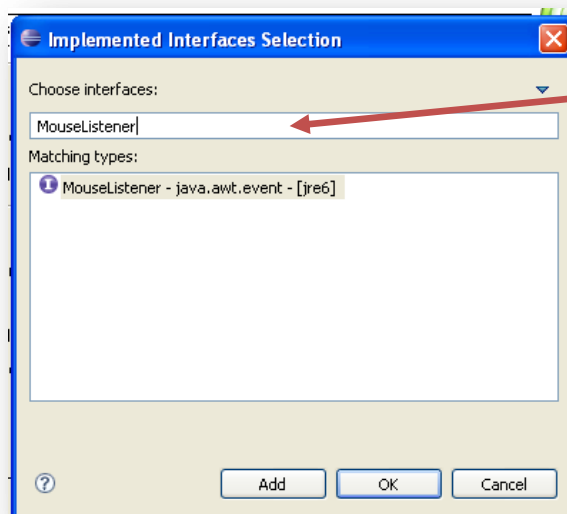 Implemented Interfaces Selection
Choose interfaces:
MouseListener
Matching types:
MouseListener - java.awt.event - [jre6]
Add OK Cancel